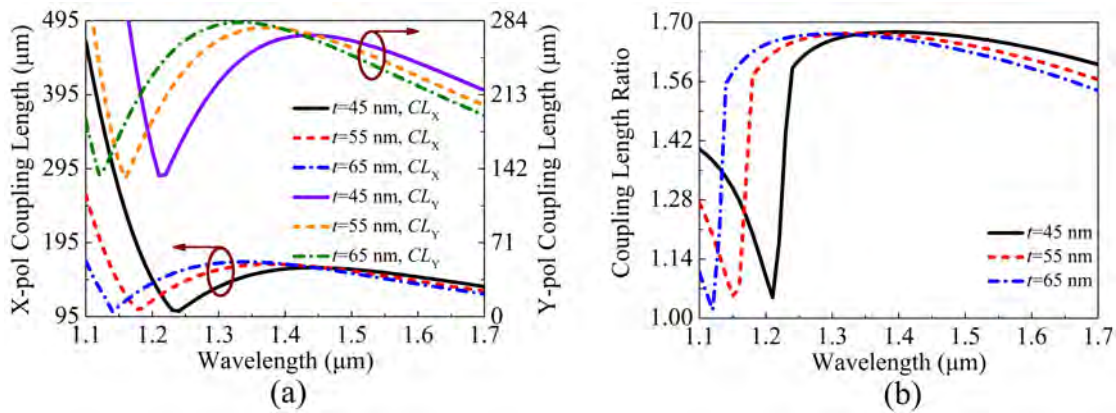 X-pol Coupling Length (μm)
495
395
295
195
95
1.1 1.2 1.3 1.4 1.5 1.6 1.7
Wavelength (μm)
284
213
142
71
0
Y-pol Coupling Length (μm)
t=45 nm, CLX
t=55 nm, CLX
t=65 nm, CLX
t=45 nm, CLY
t=55 nm, CLY
t=65 nm, CLY
(a)
Coupling Length Ratio
1.70
1.56
1.42
1.28
1.14
1.00
1.1 1.2 1.3 1.4 1.5 1.6 1.7
Wavelength (μm)
t=45 nm
t=55 nm
t=65 nm
(b)